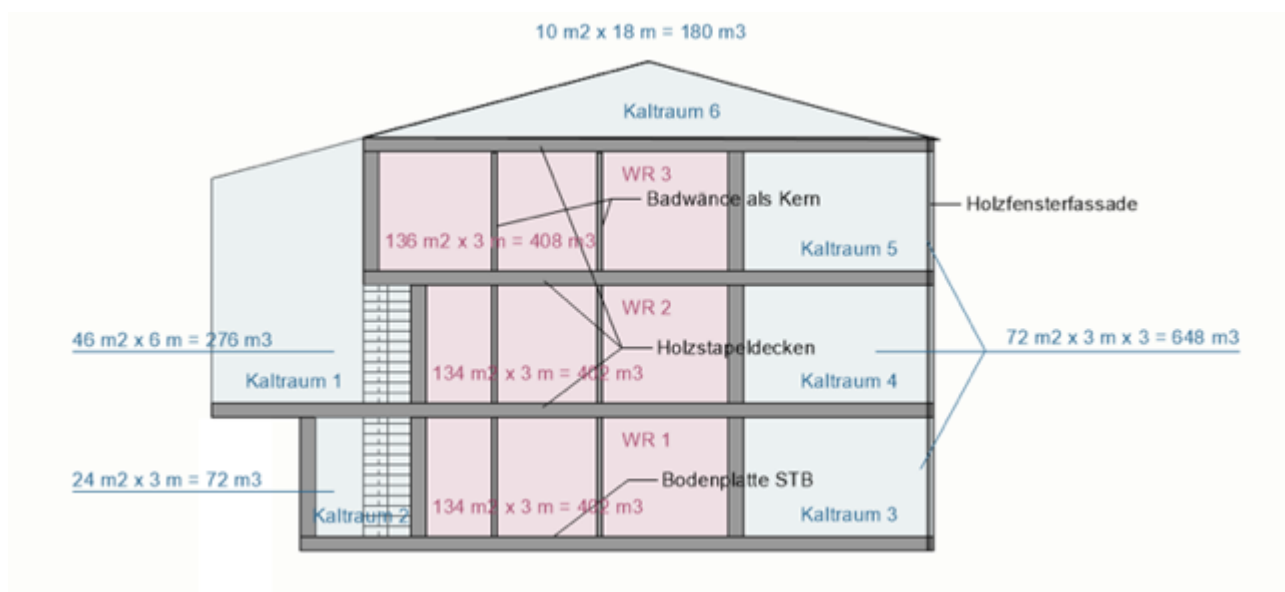 10 m2 x 18 m = 180 m3
Kaltraum 6
WR 3
Badwänce als Kern
Holzfensterfassade
136 m2 x 3 m = 408 m3
Kaltraum 5
WR 2
46 m2 x 6 m = 276 m3
Holzstapeldecken
72 m2 x 3 m x 3 = 648 m3
Kaltraum 1
134 m2 x 3 m = 402 m3
Kaltraum 4
WR 1
24 m2 x 3 m = 72 m3
Bodenplatte STB
Kaltraum 2
134 m2 x 3 m = 402 m3
Kaltraum 3